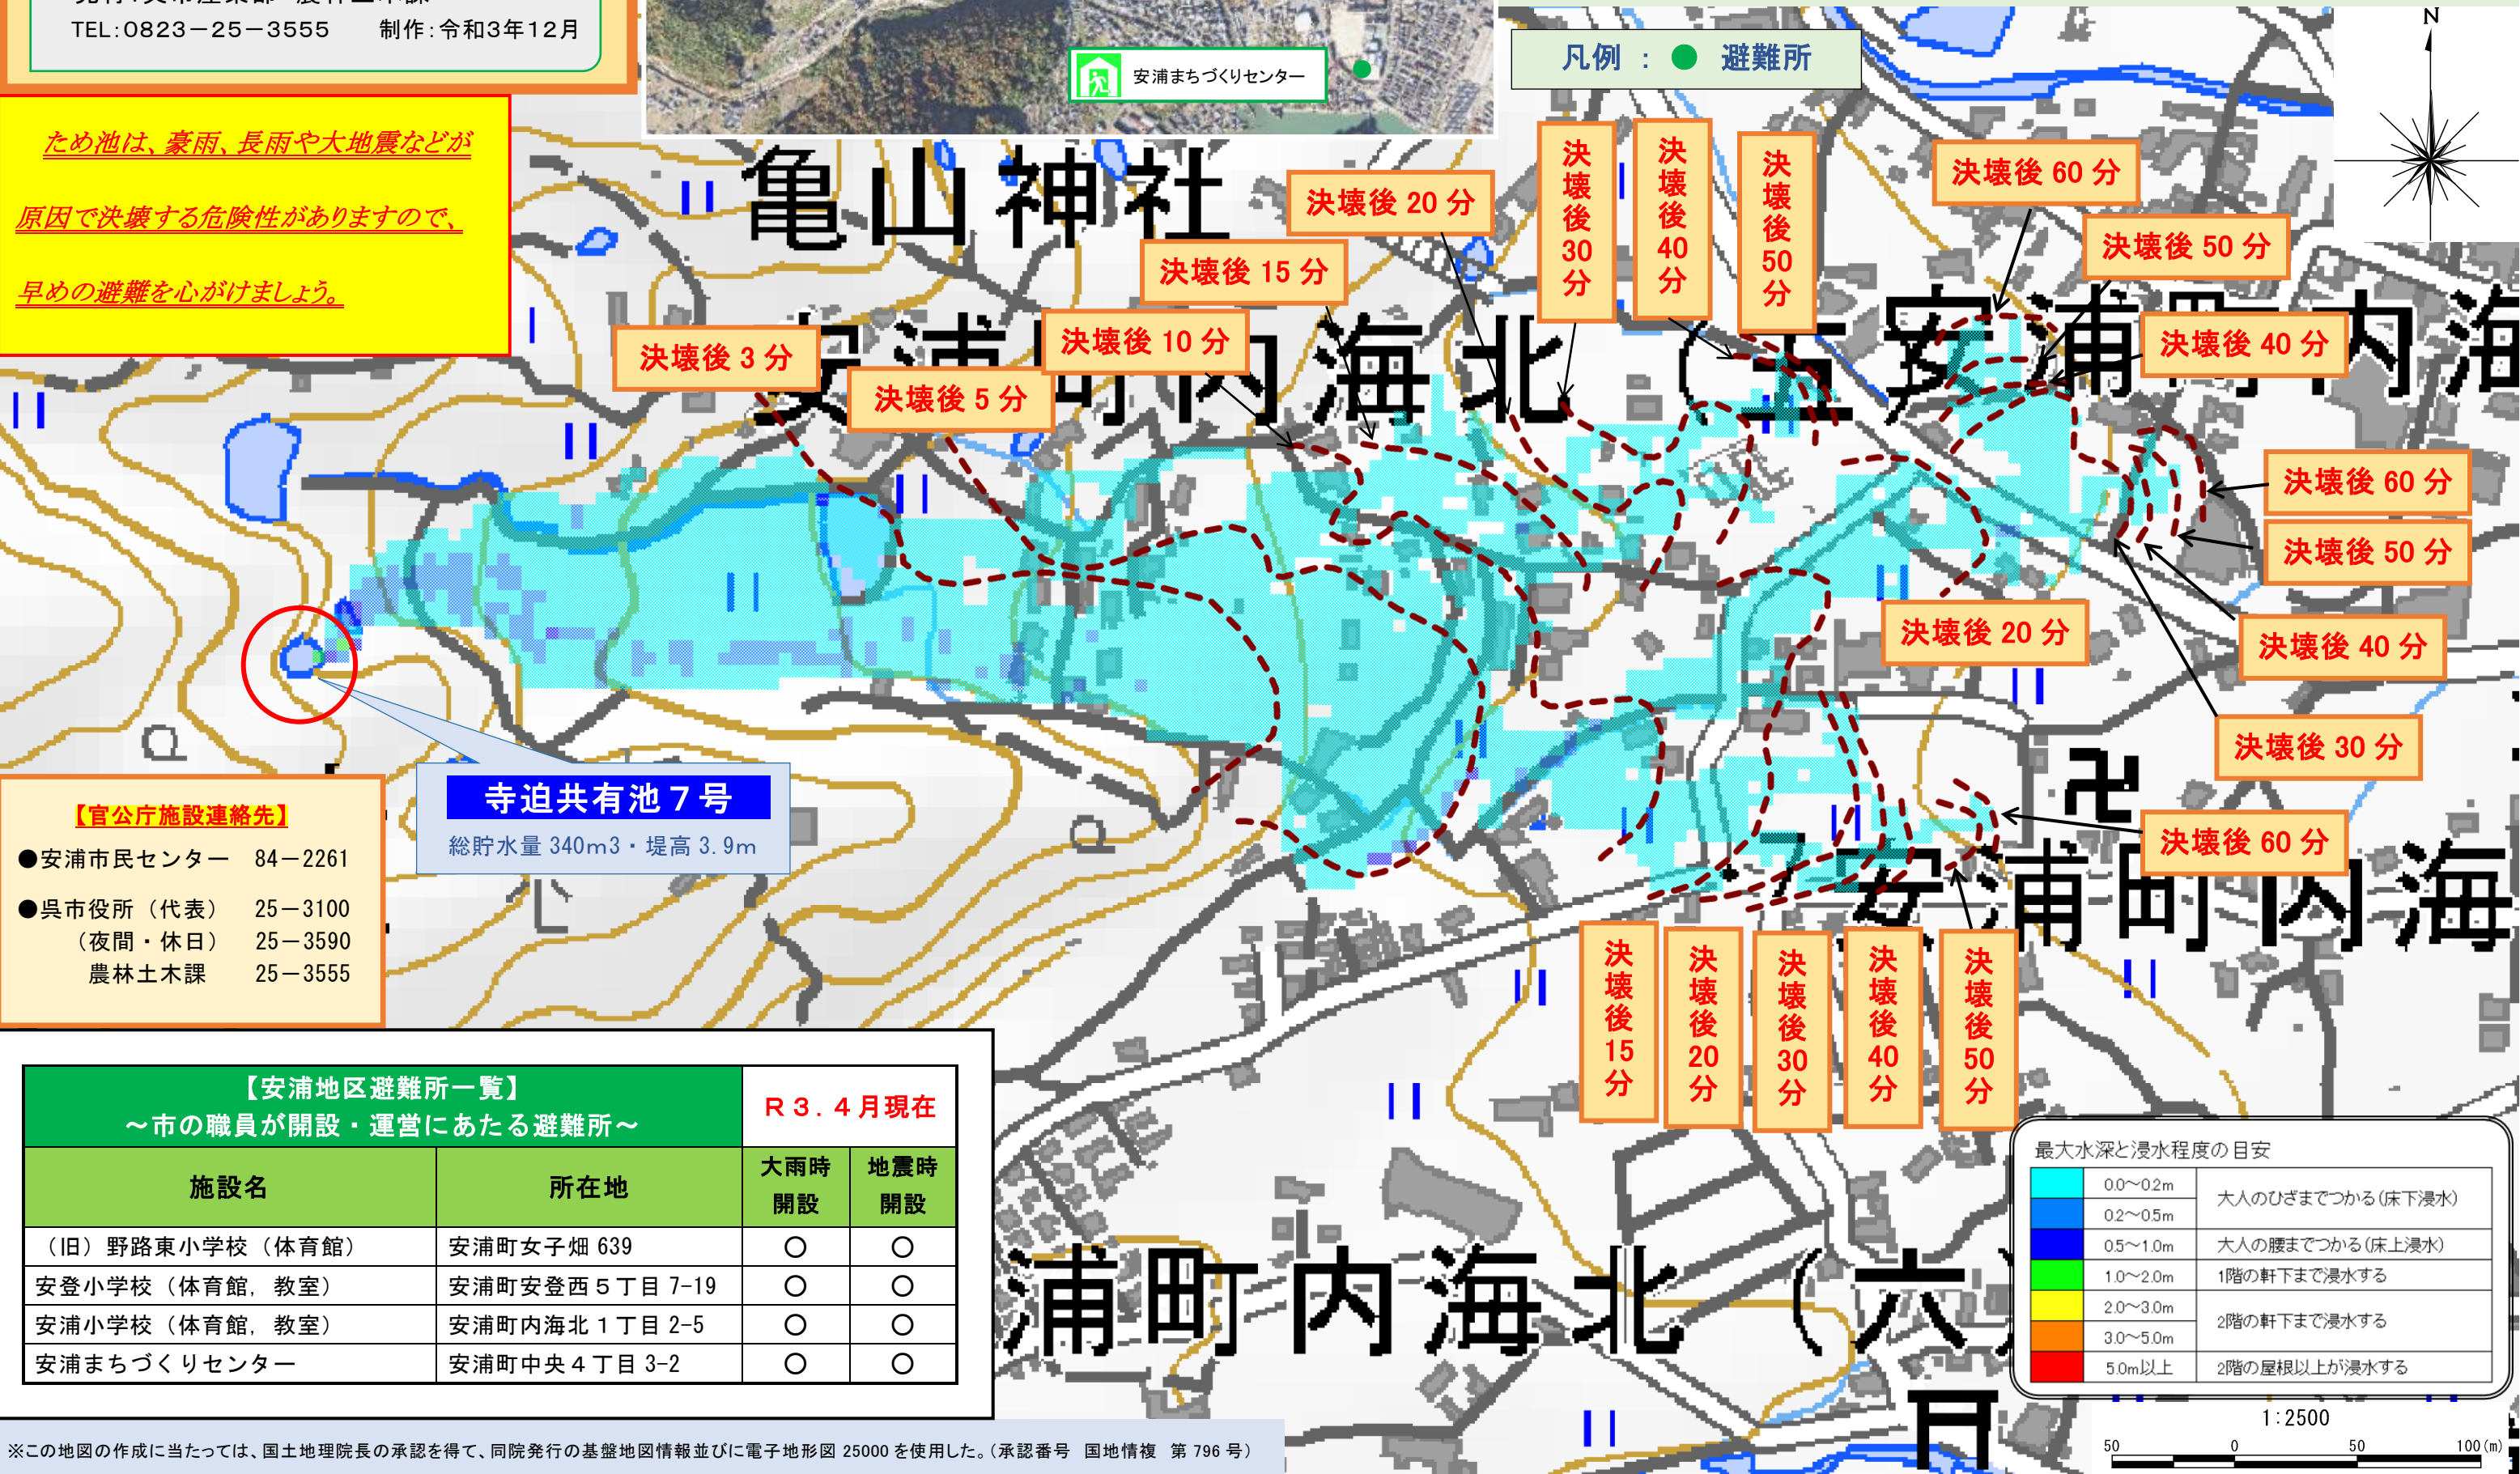 TEL:0823－25－3555　制作:令和3年12月
安浦まちづくりセンター
凡例 : ● 避難所
N
ため池は、豪雨、長雨や大地震などが
原因で決壊する危険性がありますので、
早めの避難を心がけましょう。
亀山神社
決壊後 3 分
決壊後 5 分
決壊後 10 分
決壊後 15 分
決壊後 20 分
決壊後30分
決壊後40分
決壊後50分
決壊後 60 分
決壊後 50 分
決壊後 40 分
安浦町内海北（五
安浦町内海
決壊後 60 分
決壊後 50 分
決壊後 20 分
決壊後 40 分
決壊後 30 分
決壊後 60 分
寺迫共有池７号
総貯水量 340m3・堤高 3.9m
【官公庁施設連絡先】
●安浦市民センター　84－2261
●呉市役所（代表）　25－3100
（夜間・休日）　25－3590
農林土木課　25－3555
安浦町内海
決壊後15分
決壊後20分
決壊後30分
決壊後40分
決壊後50分
【安浦地区避難所一覧】
～市の職員が開設・運営にあたる避難所～
Ｒ３.４月現在
施設名　所在地　大雨時開設　地震時開設
（旧）野路東小学校（体育館）　安浦町女子畑 639　○　○
安登小学校（体育館，教室）　安浦町安登西５丁目 7-19　○　○
安浦小学校（体育館，教室）　安浦町内海北１丁目 2-5　○　○
安浦まちづくりセンター　安浦町中央４丁目 3-2　○　○
浦町内海北（六
最大水深と浸水程度の目安
0.0～0.2m　大人のひざまでつかる(床下浸水)
0.2～0.5m
0.5～1.0m　大人の腰までつかる(床上浸水)
1.0～2.0m　1階の軒下まで浸水する
2.0～3.0m　2階の軒下まで浸水する
3.0～5.0m
5.0m以上　2階の屋根以上が浸水する
1:2500
50　0　50　100(m)
※この地図の作成に当たっては、国土地理院長の承認を得て、同院発行の基盤地図情報並びに電子地形図 25000 を使用した。（承認番号　国地情複　第 796 号）